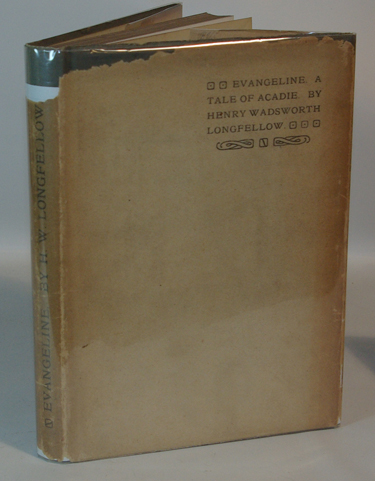 EVANGELINE A
TALE OF ACADIE. BY
HENRY WADSWORTH
LONGFELLOW.
EVANGELINE BY H. W. LONGFELLOW